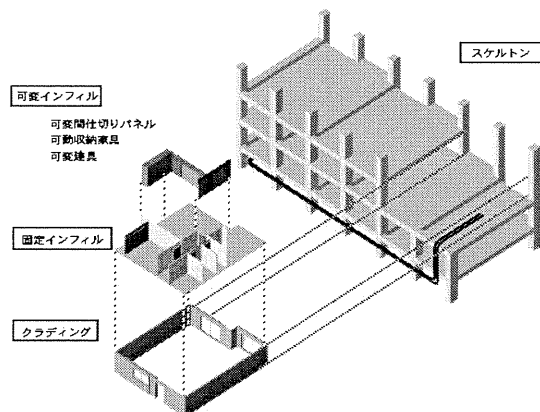 スケルトン
可変インフィル
可変間仕切りパネル
可動収納家具
可変建具
固定インフィル
クラディング